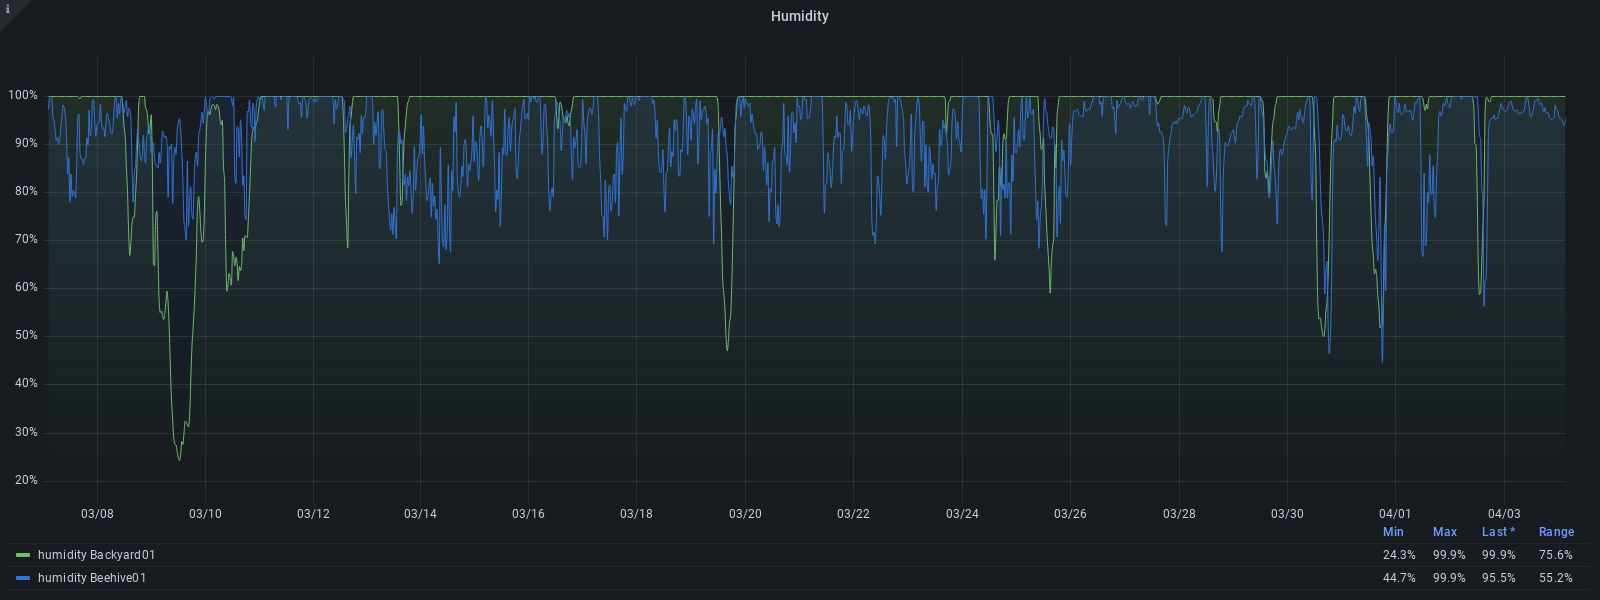 i
Humidity
100%
90%
80%
70%
60%
50%
40%
30%
20%
03/08 03/10 03/12 03/14 03/16 03/18 03/20 03/22 03/24 03/26 03/28 03/30 04/01 04/03
Min Max Last * Range
humidity Backyard01 24.3% 99.9% 99.9% 75.6%
humidity Beehive01 44.7% 99.9% 95.5% 55.2%